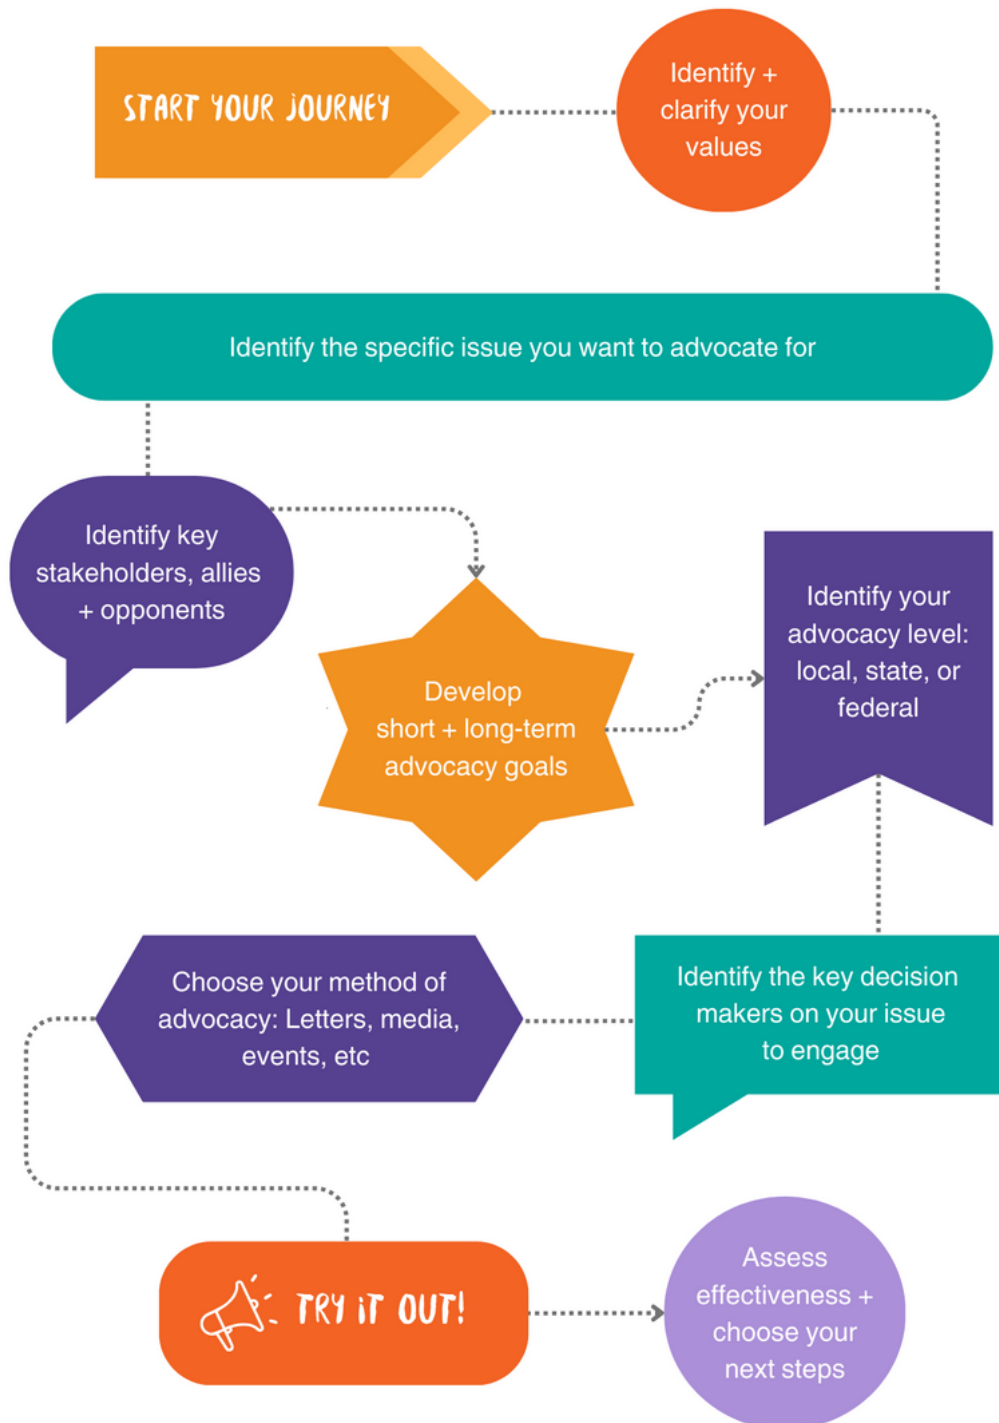 START YOUR JOURNEY
Identify +
clarify your
values
Identify the specific issue you want to advocate for
Identify key
stakeholders, allies
+ opponents
Develop
short + long-term
advocacy goals
Identify your
advocacy level:
local, state, or
federal
Identify the key decision
makers on your issue
to engage
Choose your method of
advocacy: Letters, media,
events, etc
TRY iT OUT!
Assess
effectiveness +
choose your
next steps